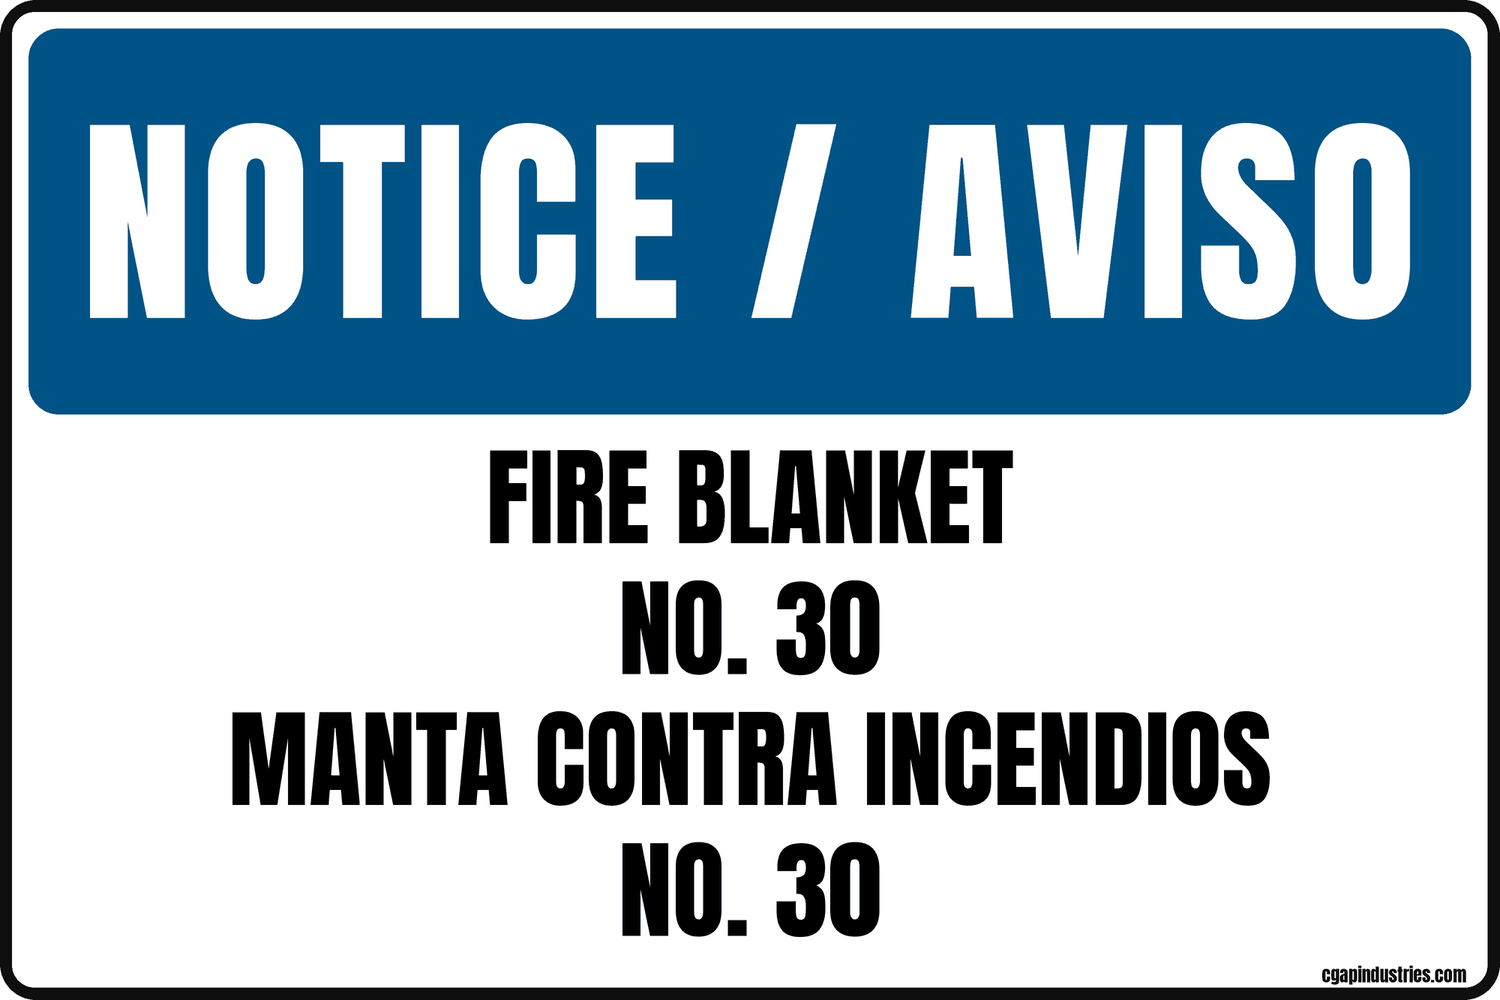 NOTICE / AVISO
FIRE BLANKET
NO. 30
MANTA CONTRA INCENDIOS
NO. 30
cgapindustries.com